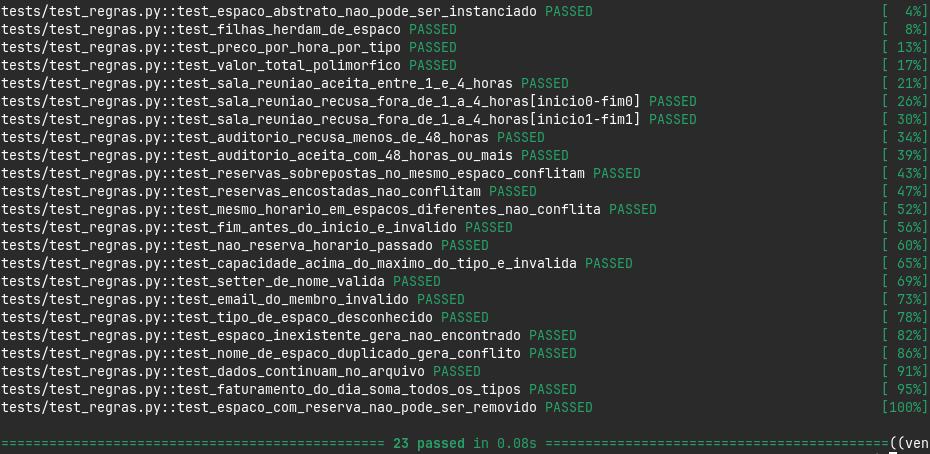 tests/test_regras.py::test_espaco_abstrato_nao_pode_ser_instanciado PASSED [  4%]
tests/test_regras.py::test_filhas_herdam_de_espaco PASSED [  8%]
tests/test_regras.py::test_preco_por_hora_por_tipo PASSED [ 13%]
tests/test_regras.py::test_valor_total_polimorfico PASSED [ 17%]
tests/test_regras.py::test_sala_reuniao_aceita_entre_1_e_4_horas PASSED [ 21%]
tests/test_regras.py::test_sala_reuniao_recusa_fora_de_1_a_4_horas[inicio0-fim0] PASSED [ 26%]
tests/test_regras.py::test_sala_reuniao_recusa_fora_de_1_a_4_horas[inicio1-fim1] PASSED [ 30%]
tests/test_regras.py::test_auditorio_recusa_menos_de_48_horas PASSED [ 34%]
tests/test_regras.py::test_auditorio_aceita_com_48_horas_ou_mais PASSED [ 39%]
tests/test_regras.py::test_reservas_sobrepostas_no_mesmo_espaco_conflitam PASSED [ 43%]
tests/test_regras.py::test_reservas_encostadas_nao_conflitam PASSED [ 47%]
tests/test_regras.py::test_mesmo_horario_em_espacos_diferentes_nao_conflita PASSED [ 52%]
tests/test_regras.py::test_fim_antes_do_inicio_e_invalido PASSED [ 56%]
tests/test_regras.py::test_nao_reserva_horario_passado PASSED [ 60%]
tests/test_regras.py::test_capacidade_acima_do_maximo_do_tipo_e_invalida PASSED [ 65%]
tests/test_regras.py::test_setter_de_nome_valida PASSED [ 69%]
tests/test_regras.py::test_email_do_membro_invalido PASSED [ 73%]
tests/test_regras.py::test_tipo_de_espaco_desconhecido PASSED [ 78%]
tests/test_regras.py::test_espaco_inexistente_gera_nao_encontrado PASSED [ 82%]
tests/test_regras.py::test_nome_de_espaco_duplicado_gera_conflito PASSED [ 86%]
tests/test_regras.py::test_dados_continuam_no_arquivo PASSED [ 91%]
tests/test_regras.py::test_faturamento_do_dia_soma_todos_os_tipos PASSED [ 95%]
tests/test_regras.py::test_espaco_com_reserva_nao_pode_ser_removido PASSED [100%]
================================================ 23 passed in 0.08s ===========================================((ven